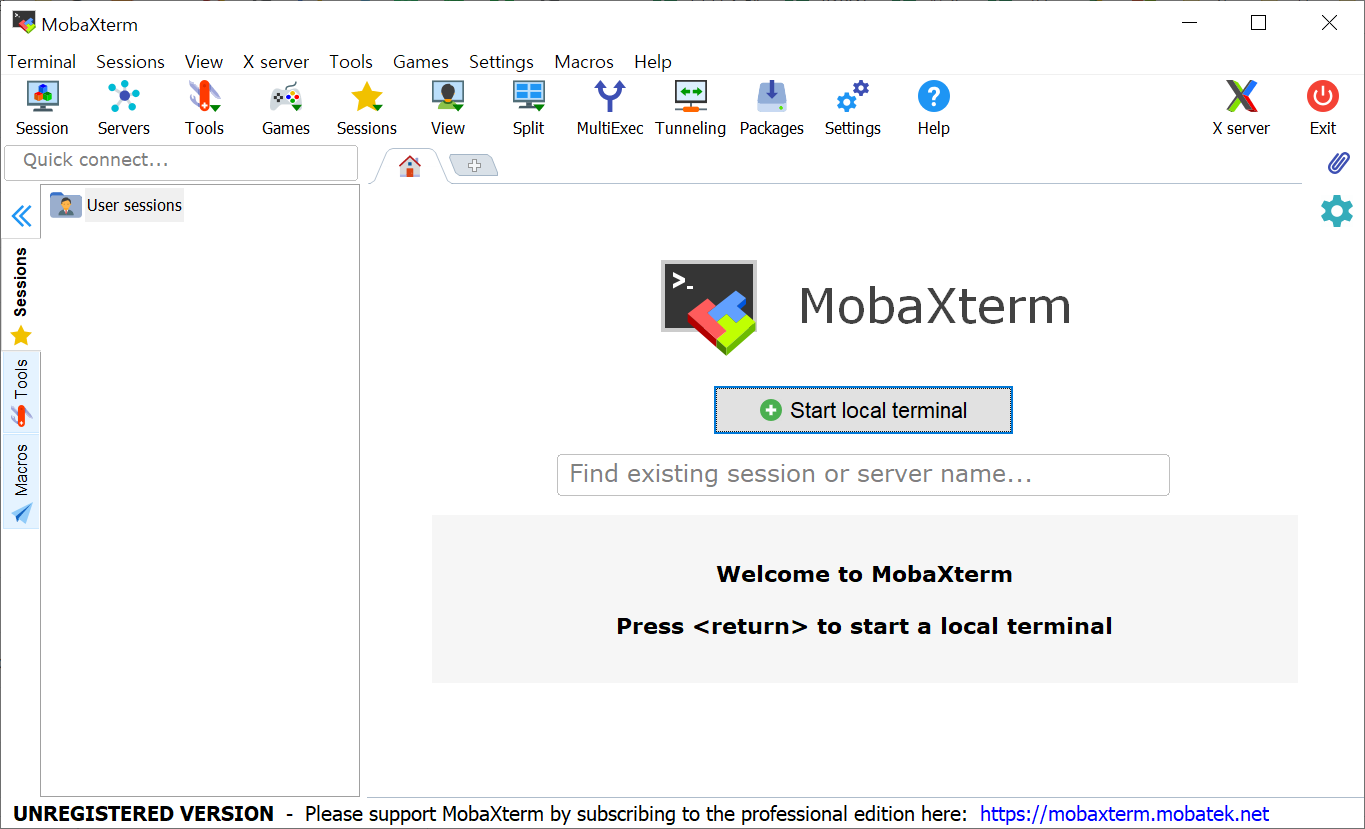 MobaXterm
Terminal Sessions View X server Tools Games Settings Macros Help
Session Servers Tools Games Sessions View Split MultiExec Tunneling Packages Settings Help X server Exit
Quick connect...
User sessions
Sessions
Tools
Macros
>_
MobaXterm
Start local terminal
Find existing session or server name...
Welcome to MobaXterm
Press <return> to start a local terminal
UNREGISTERED VERSION - Please support MobaXterm by subscribing to the professional edition here: https://mobaxterm.mobatek.net